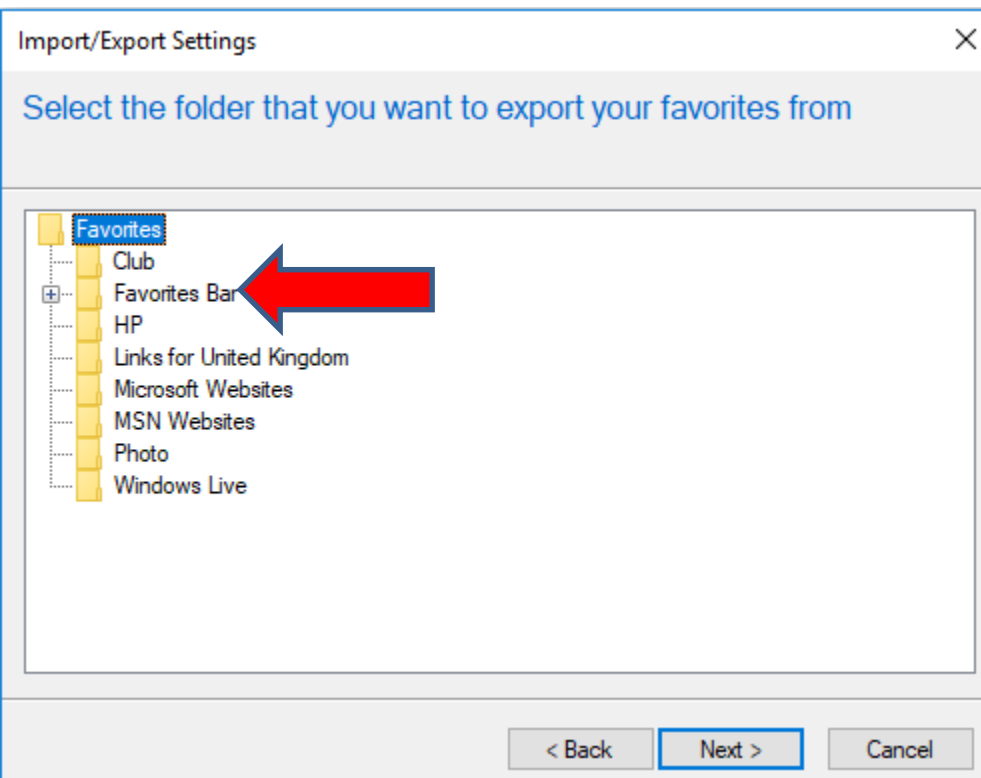 Import/Export Settings
Select the folder that you want to export your favorites from
Favorites
Club
Favorites Bar
HP
Links for United Kingdom
Microsoft Websites
MSN Websites
Photo
Windows Live
< Back Next > Cancel